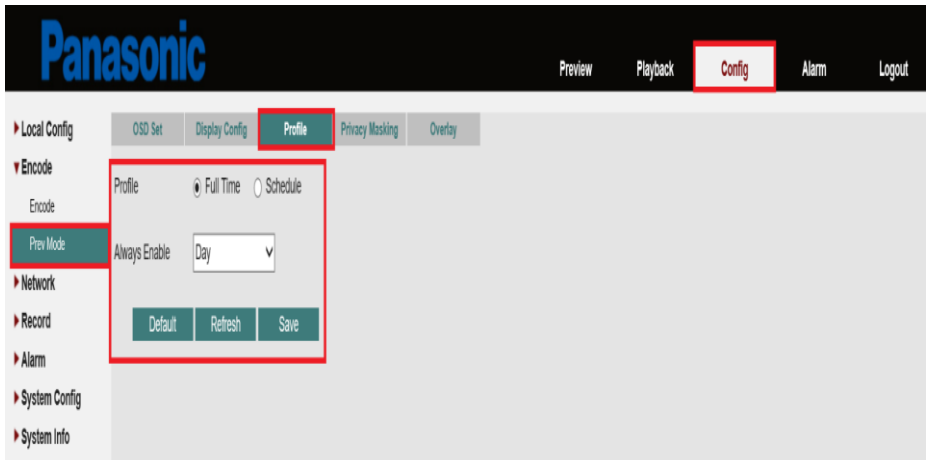 Panasonic
Preview Playback Config Alarm Logout
Local Config
Encode
Encode
Prev Mode
Network
Record
Alarm
System Config
System Info
OSD Set Display Config Profile Privacy Masking Overlay
Profile Full Time Schedule
Always Enable Day
Default Refresh Save